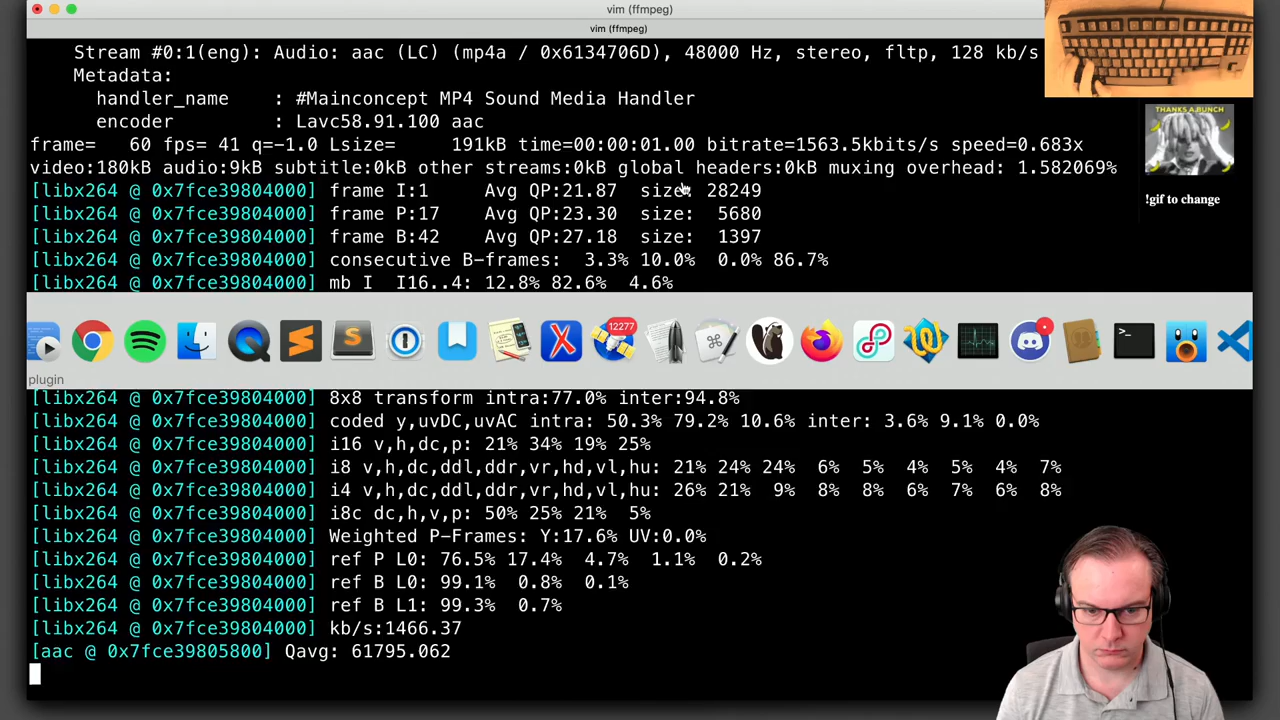 vim (ffmpeg)
vim (ffmpeg)
Stream #0:1(eng): Audio: aac (LC) (mp4a / 0x6134706D), 48000 Hz, stereo, fltp, 128 kb/s
Metadata:
handler_name    : #Mainconcept MP4 Sound Media Handler
encoder         : Lavc58.91.100 aac
frame=   60 fps= 41 q=-1.0 Lsize=     191kB time=00:00:01.00 bitrate=1563.5kbits/s speed=0.683x
video:180kB audio:9kB subtitle:0kB other streams:0kB global headers:0kB muxing overhead: 1.582069%
THANKS A BUNCH
!gif to change
[libx264 @ 0x7fce39804000] frame I:1     Avg QP:21.87  size: 28249
[libx264 @ 0x7fce39804000] frame P:17    Avg QP:23.30  size:  5680
[libx264 @ 0x7fce39804000] frame B:42    Avg QP:27.18  size:  1397
[libx264 @ 0x7fce39804000] consecutive B-frames:  3.3% 10.0%  0.0% 86.7%
[libx264 @ 0x7fce39804000] mb I  I16..4: 12.8% 82.6%  4.6%
12277
plugin
[libx264 @ 0x7fce39804000] 8x8 transform intra:77.0% inter:94.8%
[libx264 @ 0x7fce39804000] coded y,uvDC,uvAC intra: 50.3% 79.2% 10.6% inter: 3.6% 9.1% 0.0%
[libx264 @ 0x7fce39804000] i16 v,h,dc,p: 21% 34% 19% 25%
[libx264 @ 0x7fce39804000] i8 v,h,dc,ddl,ddr,vr,hd,vl,hu: 21% 24% 24%  6%  5%  4%  5%  4%  7%
[libx264 @ 0x7fce39804000] i4 v,h,dc,ddl,ddr,vr,hd,vl,hu: 26% 21%  9%  8%  8%  6%  7%  6%  8%
[libx264 @ 0x7fce39804000] i8c dc,h,v,p: 50% 25% 21%  5%
[libx264 @ 0x7fce39804000] Weighted P-Frames: Y:17.6% UV:0.0%
[libx264 @ 0x7fce39804000] ref P L0: 76.5% 17.4%  4.7%  1.1%  0.2%
[libx264 @ 0x7fce39804000] ref B L0: 99.1%  0.8%  0.1%
[libx264 @ 0x7fce39804000] ref B L1: 99.3%  0.7%
[libx264 @ 0x7fce39804000] kb/s:1466.37
[aac @ 0x7fce39805800] Qavg: 61795.062